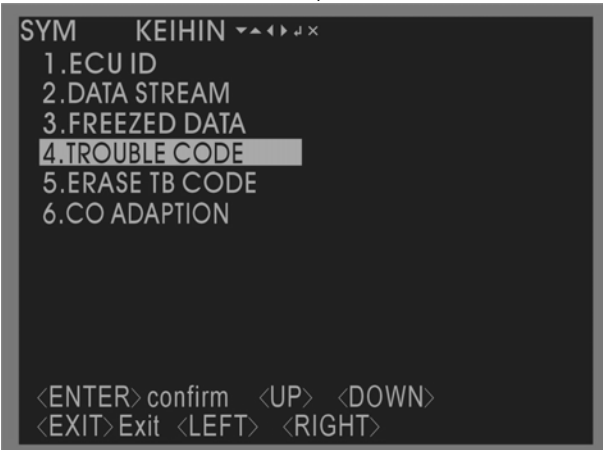 SYM KEIHIN ▼▲◀▶↲×
1.ECU ID
2.DATA STREAM
3.FREEZED DATA
4.TROUBLE CODE
5.ERASE TB CODE
6.CO ADAPTION
<ENTER> confirm <UP> <DOWN>
<EXIT> Exit <LEFT> <RIGHT>